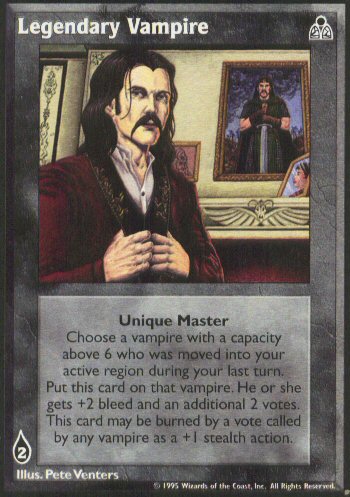 Legendary Vampire
Unique Master
Choose a vampire with a capacity
above 6 who was moved into your
active region during your last turn.
Put this card on that vampire. He or she
gets +2 bleed and an additional 2 votes.
This card may be burned by a vote called
by any vampire as a +1 stealth action.
2
Illus. Pete Venters
© 1995 Wizards of the Coast, Inc. All Rights Reserved.